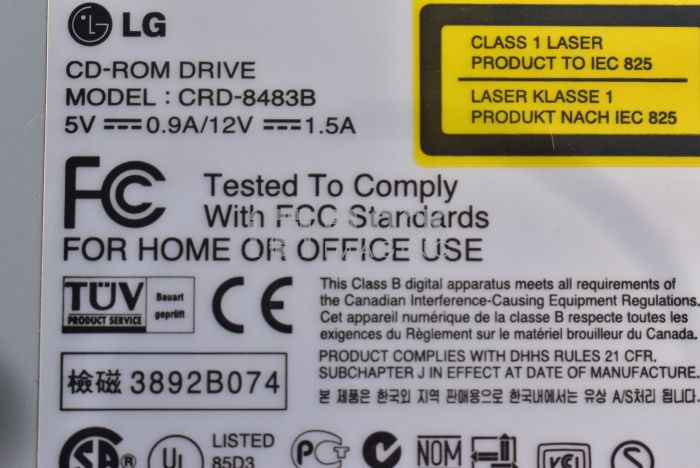 LG
CD-ROM DRIVE
MODEL : CRD-8483B
5V ⎓ 0.9A/12V ⎓ 1.5A
CLASS 1 LASER
PRODUCT TO IEC 825
LASER KLASSE 1
PRODUKT NACH IEC 825
FC Tested To Comply
With FCC Standards
FOR HOME OR OFFICE USE
TÜV
PRODUCT SERVICE
Bauart
geprüft
CE
This Class B digital apparatus meets all requirements of
the Canadian Interference-Causing Equipment Regulations.
Cet appareil numérique de la classe B respecte toutes les
exigences du Règlement sur le matériel brouilleur du Canada.
PRODUCT COMPLIES WITH DHHS RULES 21 CFR.
SUBCHAPTER J IN EFFECT AT DATE OF MANUFACTURE.
檢磁 3892B074
본 제품은 한국외 지역 판매용으로 한국내에서는 유상 A/S처리 됩니다.
SA ®
UL
LISTED
85D3
PCT
NOM
VCI
S